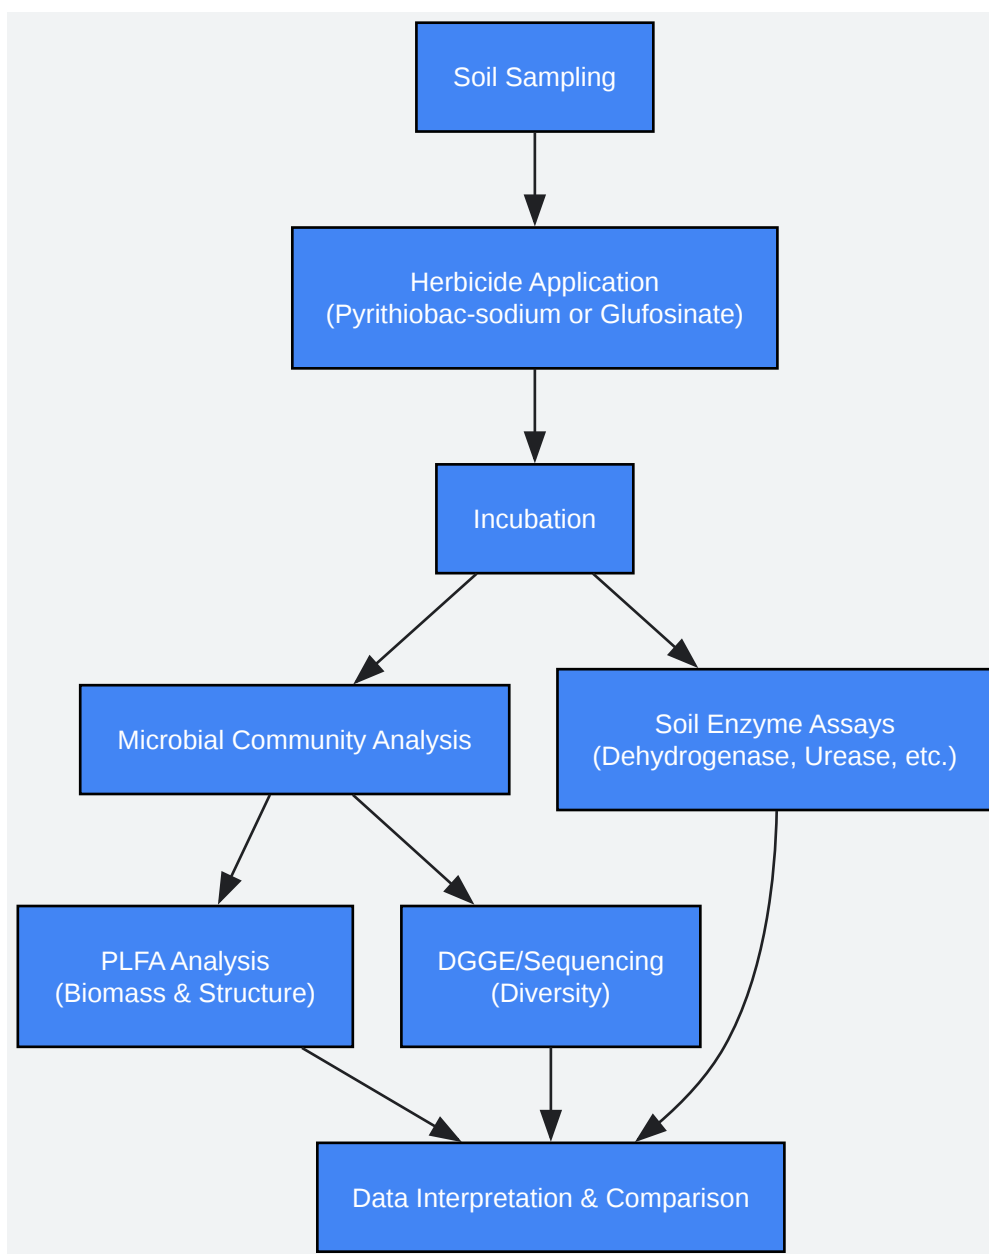 Soil Sampling
Herbicide Application
(Pyrithiobac-sodium or Glufosinate)
Incubation
Microbial Community Analysis
Soil Enzyme Assays
(Dehydrogenase, Urease, etc.)
PLFA Analysis
(Biomass & Structure)
DGGE/Sequencing
(Diversity)
Data Interpretation & Comparison